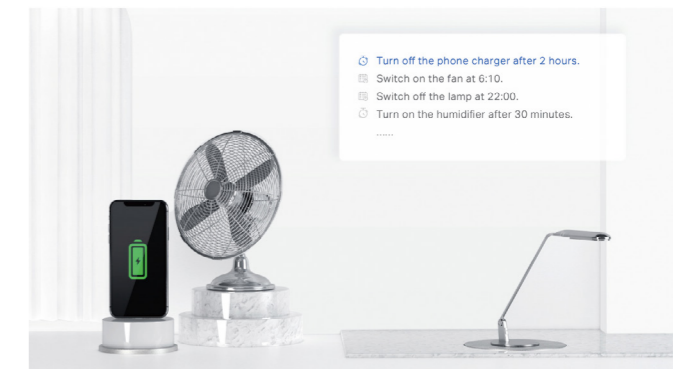 Turn off the phone charger after 2 hours.
Switch on the fan at 6:10.
Switch off the lamp at 22:00.
Turn on the humidifier after 30 minutes.
......